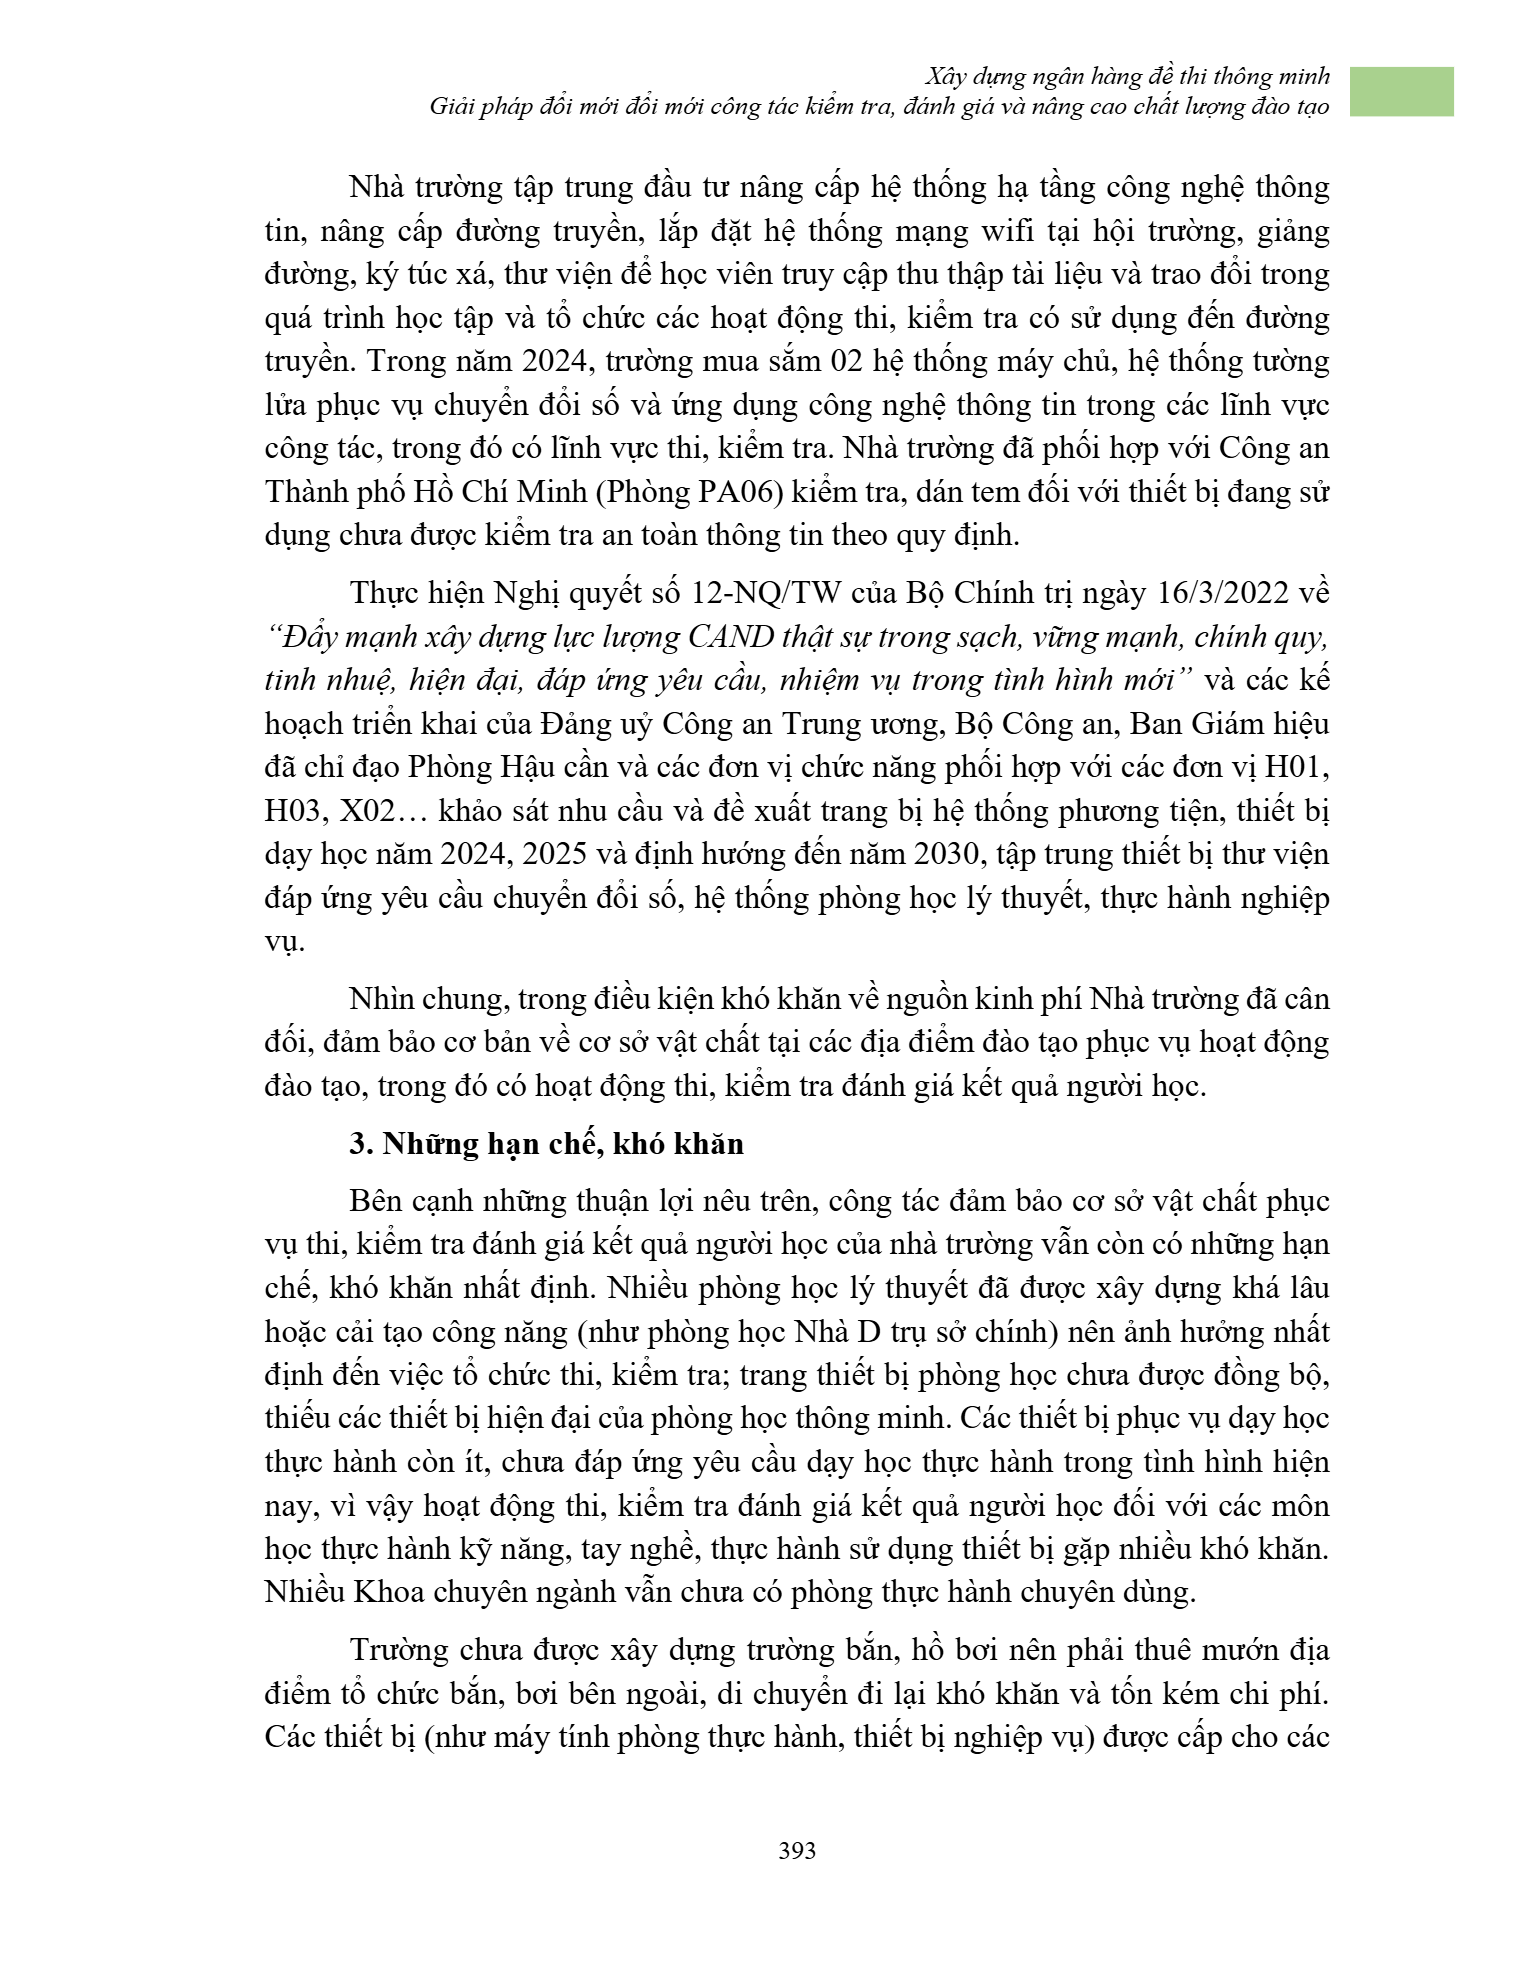 Xây dựng ngân hàng đề thi thông minh
Giải pháp đổi mới đổi mới công tác kiểm tra, đánh giá và nâng cao chất lượng đào tạo
Nhà trường tập trung đầu tư nâng cấp hệ thống hạ tầng công nghệ thông
tin, nâng cấp đường truyền, lắp đặt hệ thống mạng wifi tại hội trường, giảng
đường, ký túc xá, thư viện để học viên truy cập thu thập tài liệu và trao đổi trong
quá trình học tập và tổ chức các hoạt động thi, kiểm tra có sử dụng đến đường
truyền. Trong năm 2024, trường mua sắm 02 hệ thống máy chủ, hệ thống tường
lửa phục vụ chuyển đổi số và ứng dụng công nghệ thông tin trong các lĩnh vực
công tác, trong đó có lĩnh vực thi, kiểm tra. Nhà trường đã phối hợp với Công an
Thành phố Hồ Chí Minh (Phòng PA06) kiểm tra, dán tem đối với thiết bị đang sử
dụng chưa được kiểm tra an toàn thông tin theo quy định.
Thực hiện Nghị quyết số 12-NQ/TW của Bộ Chính trị ngày 16/3/2022 về
“Đẩy mạnh xây dựng lực lượng CAND thật sự trong sạch, vững mạnh, chính quy,
tinh nhuệ, hiện đại, đáp ứng yêu cầu, nhiệm vụ trong tình hình mới” và các kế
hoạch triển khai của Đảng uỷ Công an Trung ương, Bộ Công an, Ban Giám hiệu
đã chỉ đạo Phòng Hậu cần và các đơn vị chức năng phối hợp với các đơn vị H01,
H03, X02… khảo sát nhu cầu và đề xuất trang bị hệ thống phương tiện, thiết bị
dạy học năm 2024, 2025 và định hướng đến năm 2030, tập trung thiết bị thư viện
đáp ứng yêu cầu chuyển đổi số, hệ thống phòng học lý thuyết, thực hành nghiệp
vụ.
Nhìn chung, trong điều kiện khó khăn về nguồn kinh phí Nhà trường đã cân
đối, đảm bảo cơ bản về cơ sở vật chất tại các địa điểm đào tạo phục vụ hoạt động
đào tạo, trong đó có hoạt động thi, kiểm tra đánh giá kết quả người học.
3. Những hạn chế, khó khăn
Bên cạnh những thuận lợi nêu trên, công tác đảm bảo cơ sở vật chất phục
vụ thi, kiểm tra đánh giá kết quả người học của nhà trường vẫn còn có những hạn
chế, khó khăn nhất định. Nhiều phòng học lý thuyết đã được xây dựng khá lâu
hoặc cải tạo công năng (như phòng học Nhà D trụ sở chính) nên ảnh hưởng nhất
định đến việc tổ chức thi, kiểm tra; trang thiết bị phòng học chưa được đồng bộ,
thiếu các thiết bị hiện đại của phòng học thông minh. Các thiết bị phục vụ dạy học
thực hành còn ít, chưa đáp ứng yêu cầu dạy học thực hành trong tình hình hiện
nay, vì vậy hoạt động thi, kiểm tra đánh giá kết quả người học đối với các môn
học thực hành kỹ năng, tay nghề, thực hành sử dụng thiết bị gặp nhiều khó khăn.
Nhiều Khoa chuyên ngành vẫn chưa có phòng thực hành chuyên dùng.
Trường chưa được xây dựng trường bắn, hồ bơi nên phải thuê mướn địa
điểm tổ chức bắn, bơi bên ngoài, di chuyển đi lại khó khăn và tốn kém chi phí.
Các thiết bị (như máy tính phòng thực hành, thiết bị nghiệp vụ) được cấp cho các
393